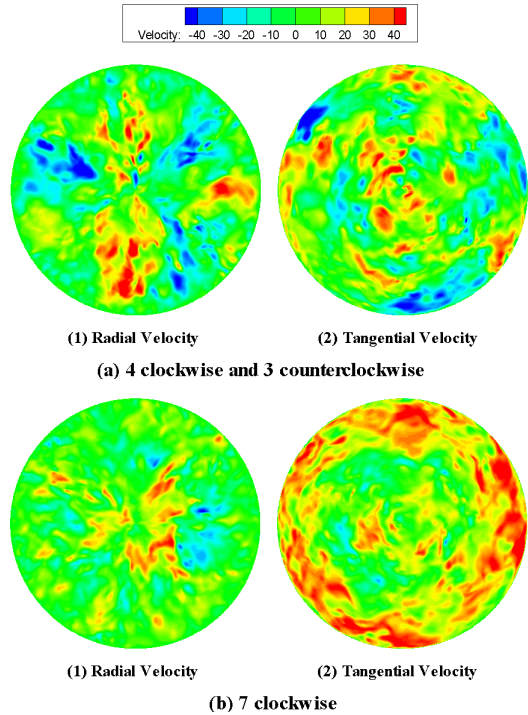 Velocity: -40 -30 -20 -10 0 10 20 30 40
(1) Radial Velocity (2) Tangential Velocity
(a) 4 clockwise and 3 counterclockwise
(1) Radial Velocity (2) Tangential Velocity
(b) 7 clockwise